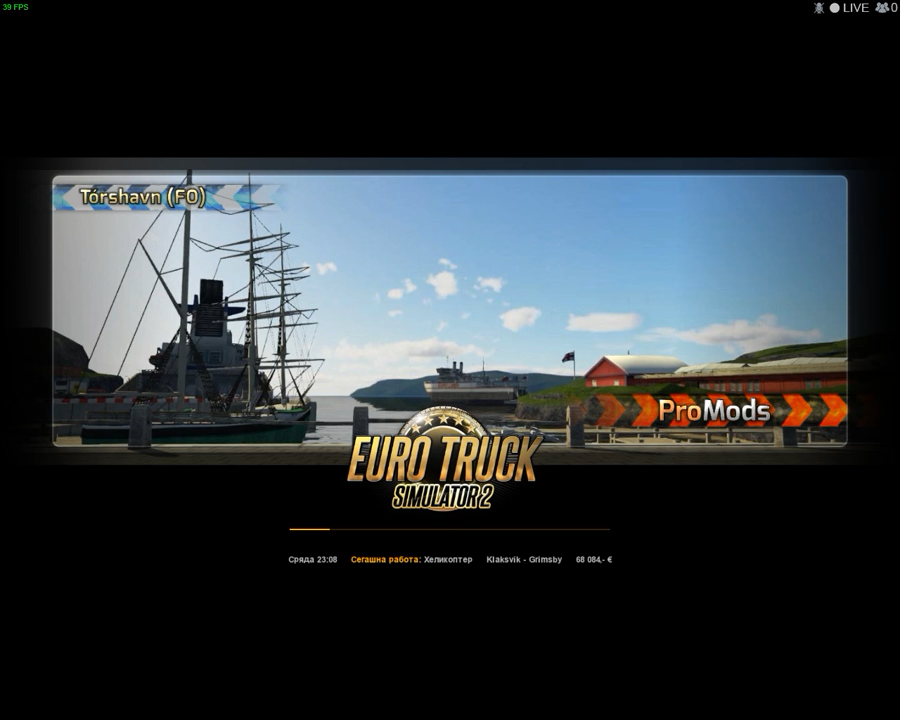 39 FPS
LIVE 0
Tórshavn (FO)
ProMods
EURO TRUCK
SIMULATOR 2
Сряда 23:08 Сегашна работа: Хеликоптер Klaksvik - Grimsby 68 084,- €